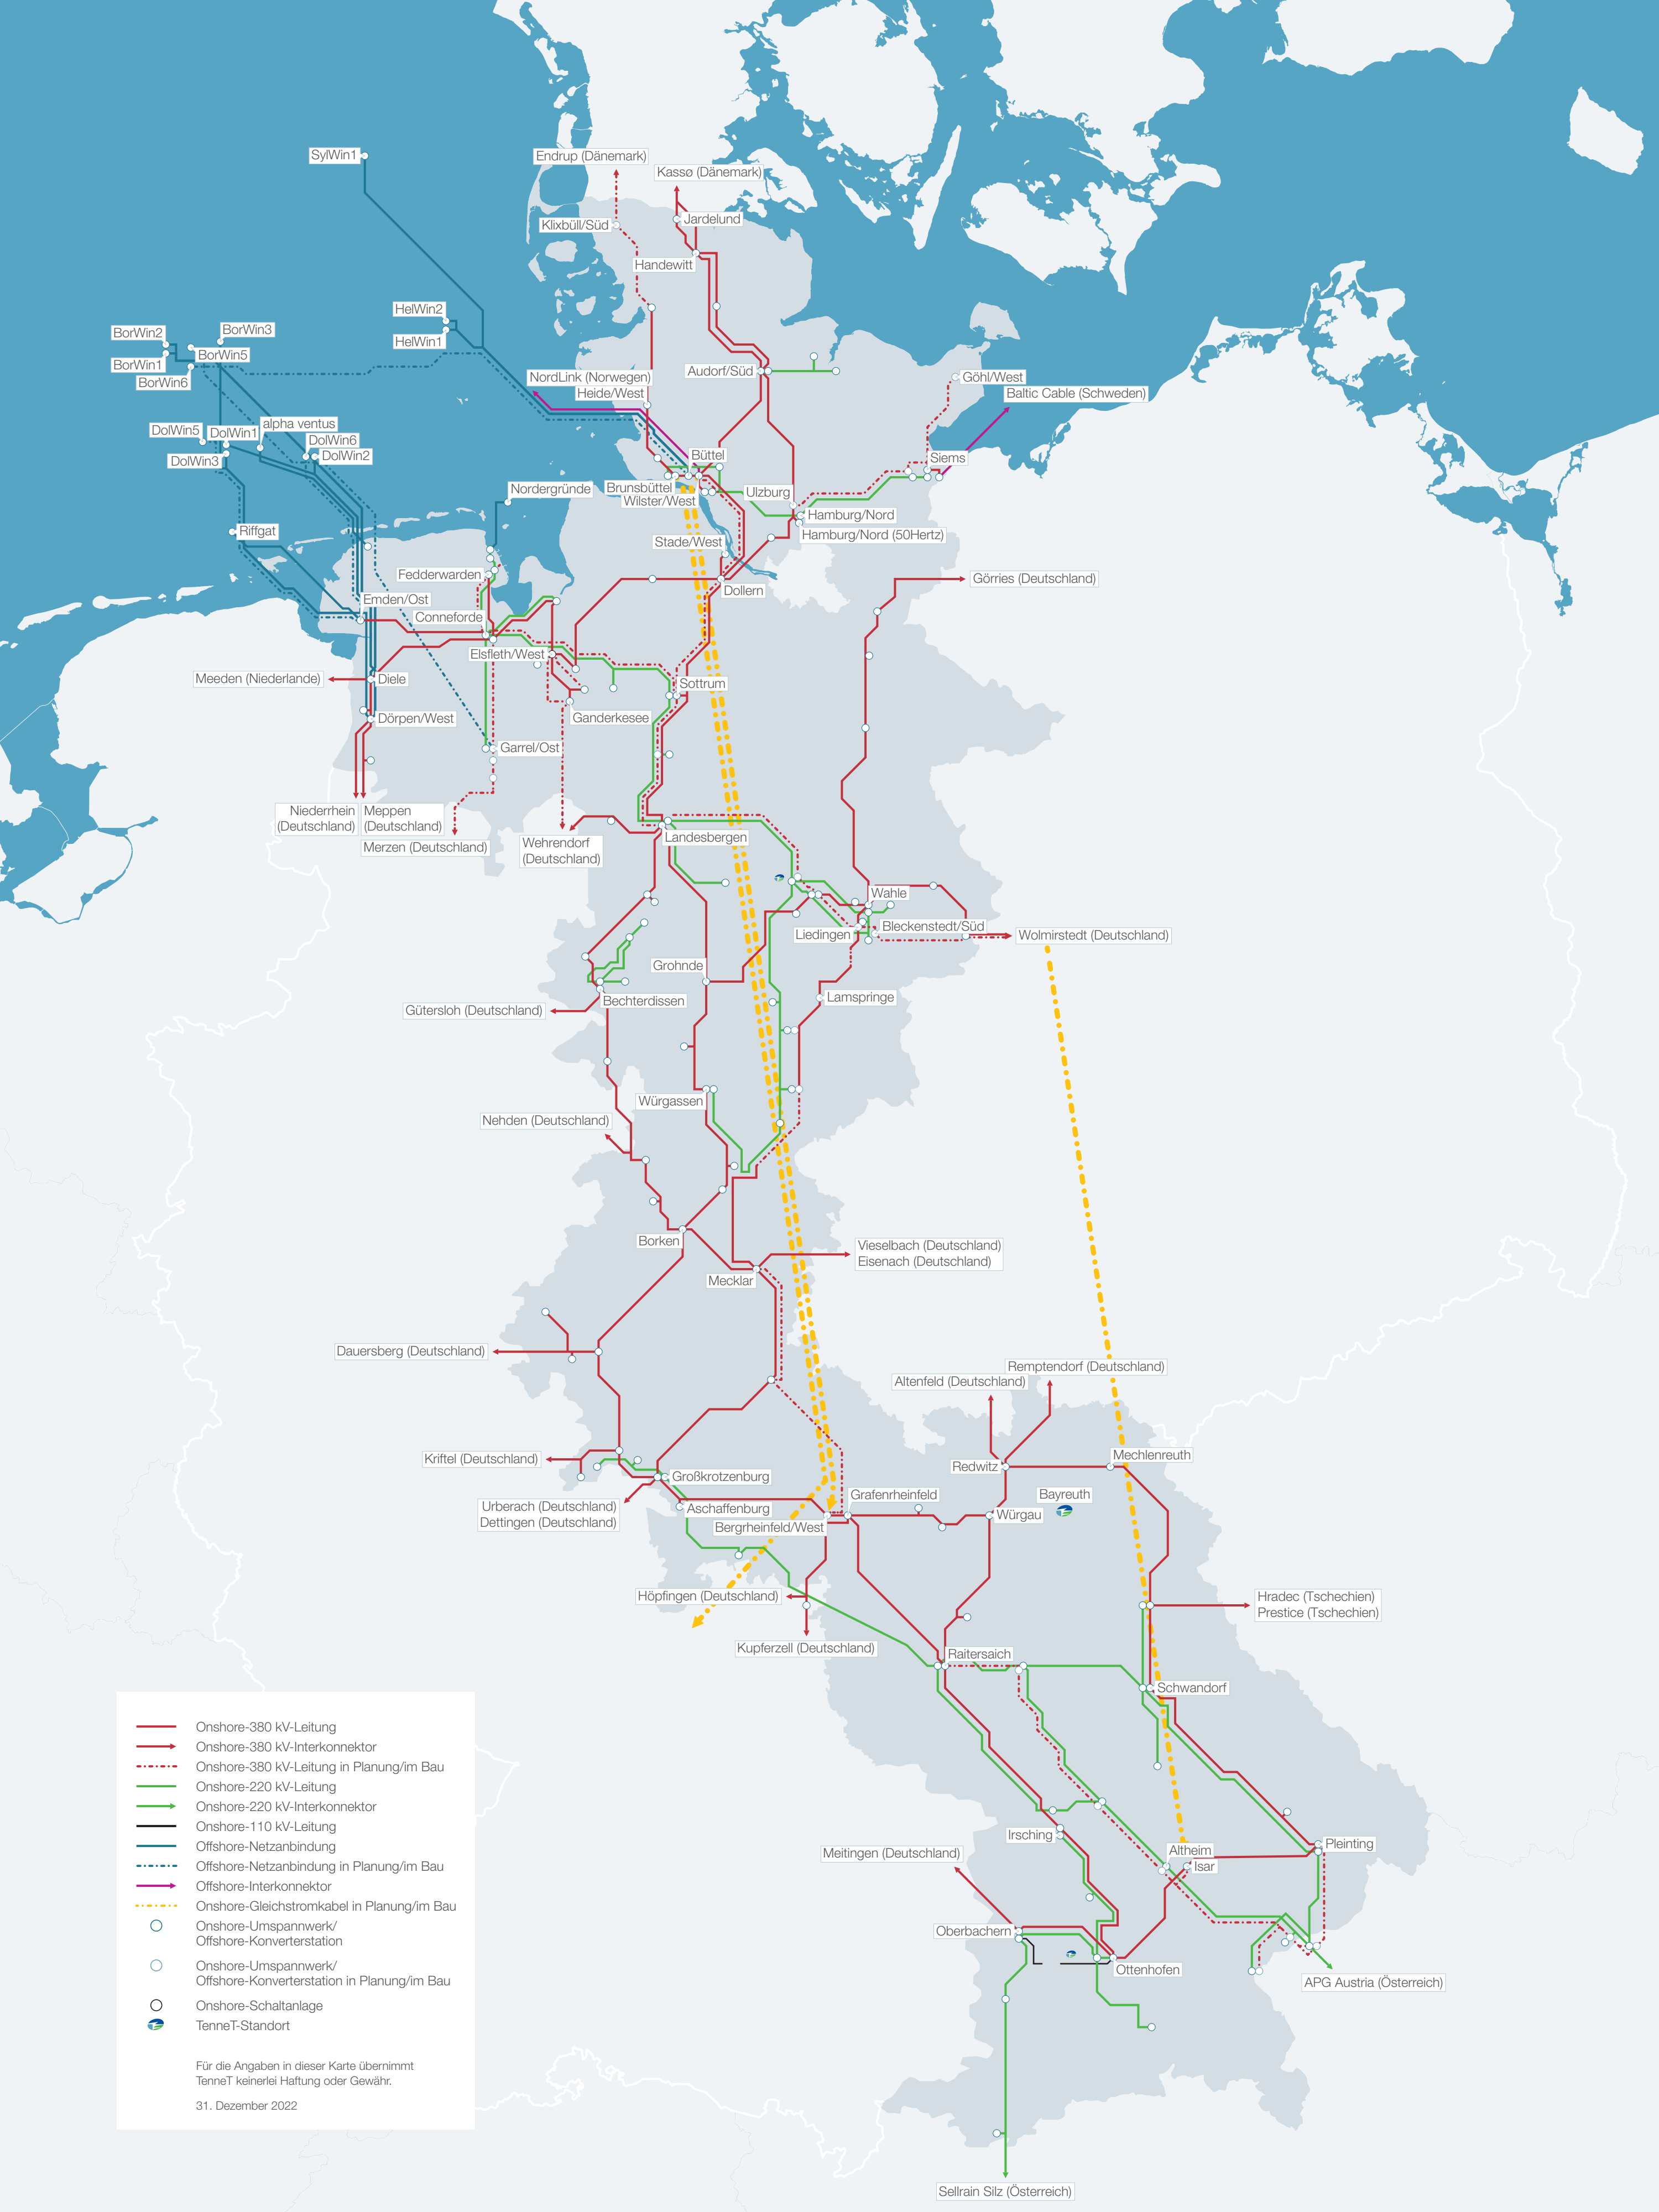 SylWin1
Endrup (Dänemark)
Kassø (Dänemark)
Klixbüll/Süd
Jardelund
Handewitt
HelWin2
HelWin1
BorWin2
BorWin3
BorWin1
BorWin5
BorWin6
NordLink (Norwegen)
Heide/West
Audorf/Süd
Göhl/West
Baltic Cable (Schweden)
DolWin5
DolWin1
alpha ventus
DolWin6
DolWin3
DolWin2
Büttel
Siems
Nordergründe
Brunsbüttel
Wilster/West
Ulzburg
Hamburg/Nord
Hamburg/Nord (50Hertz)
Riffgat
Stade/West
Fedderwarden
Dollern
Görries (Deutschland)
Emden/Ost
Conneforde
Elsfleth/West
Meeden (Niederlande)
Diele
Sottrum
Dörpen/West
Ganderkesee
Garrel/Ost
Niederrhein
(Deutschland)
Meppen
(Deutschland)
Merzen (Deutschland)
Wehrendorf
(Deutschland)
Landesbergen
Wahle
Liedingen
Bleckenstedt/Süd
Wolmirstedt (Deutschland)
Grohnde
Bechterdissen
Lamspringe
Gütersloh (Deutschland)
Würgassen
Nehden (Deutschland)
Borken
Vieselbach (Deutschland)
Eisenach (Deutschland)
Mecklar
Dauersberg (Deutschland)
Remptendorf (Deutschland)
Altenfeld (Deutschland)
Kriftel (Deutschland)
Großkrotzenburg
Redwitz
Mechlenreuth
Urberach (Deutschland)
Dettingen (Deutschland)
Aschaffenburg
Grafenrheinfeld
Bayreuth
Bergrheinfeld/West
Würgau
Höpfingen (Deutschland)
Hradec (Tschechien)
Prestice (Tschechien)
Kupferzell (Deutschland)
Raitersaich
Schwandorf
Irsching
Pleinting
Meitingen (Deutschland)
Altheim
Isar
Oberbachern
Ottenhofen
APG Austria (Österreich)
Sellrain Silz (Österreich)
Onshore-380 kV-Leitung
Onshore-380 kV-Interkonnektor
Onshore-380 kV-Leitung in Planung/im Bau
Onshore-220 kV-Leitung
Onshore-220 kV-Interkonnektor
Onshore-110 kV-Leitung
Offshore-Netzanbindung
Offshore-Netzanbindung in Planung/im Bau
Offshore-Interkonnektor
Onshore-Gleichstromkabel in Planung/im Bau
Onshore-Umspannwerk/
Offshore-Konverterstation
Onshore-Umspannwerk/
Offshore-Konverterstation in Planung/im Bau
Onshore-Schaltanlage
TenneT-Standort
Für die Angaben in dieser Karte übernimmt
TenneT keinerlei Haftung oder Gewähr.
31. Dezember 2022